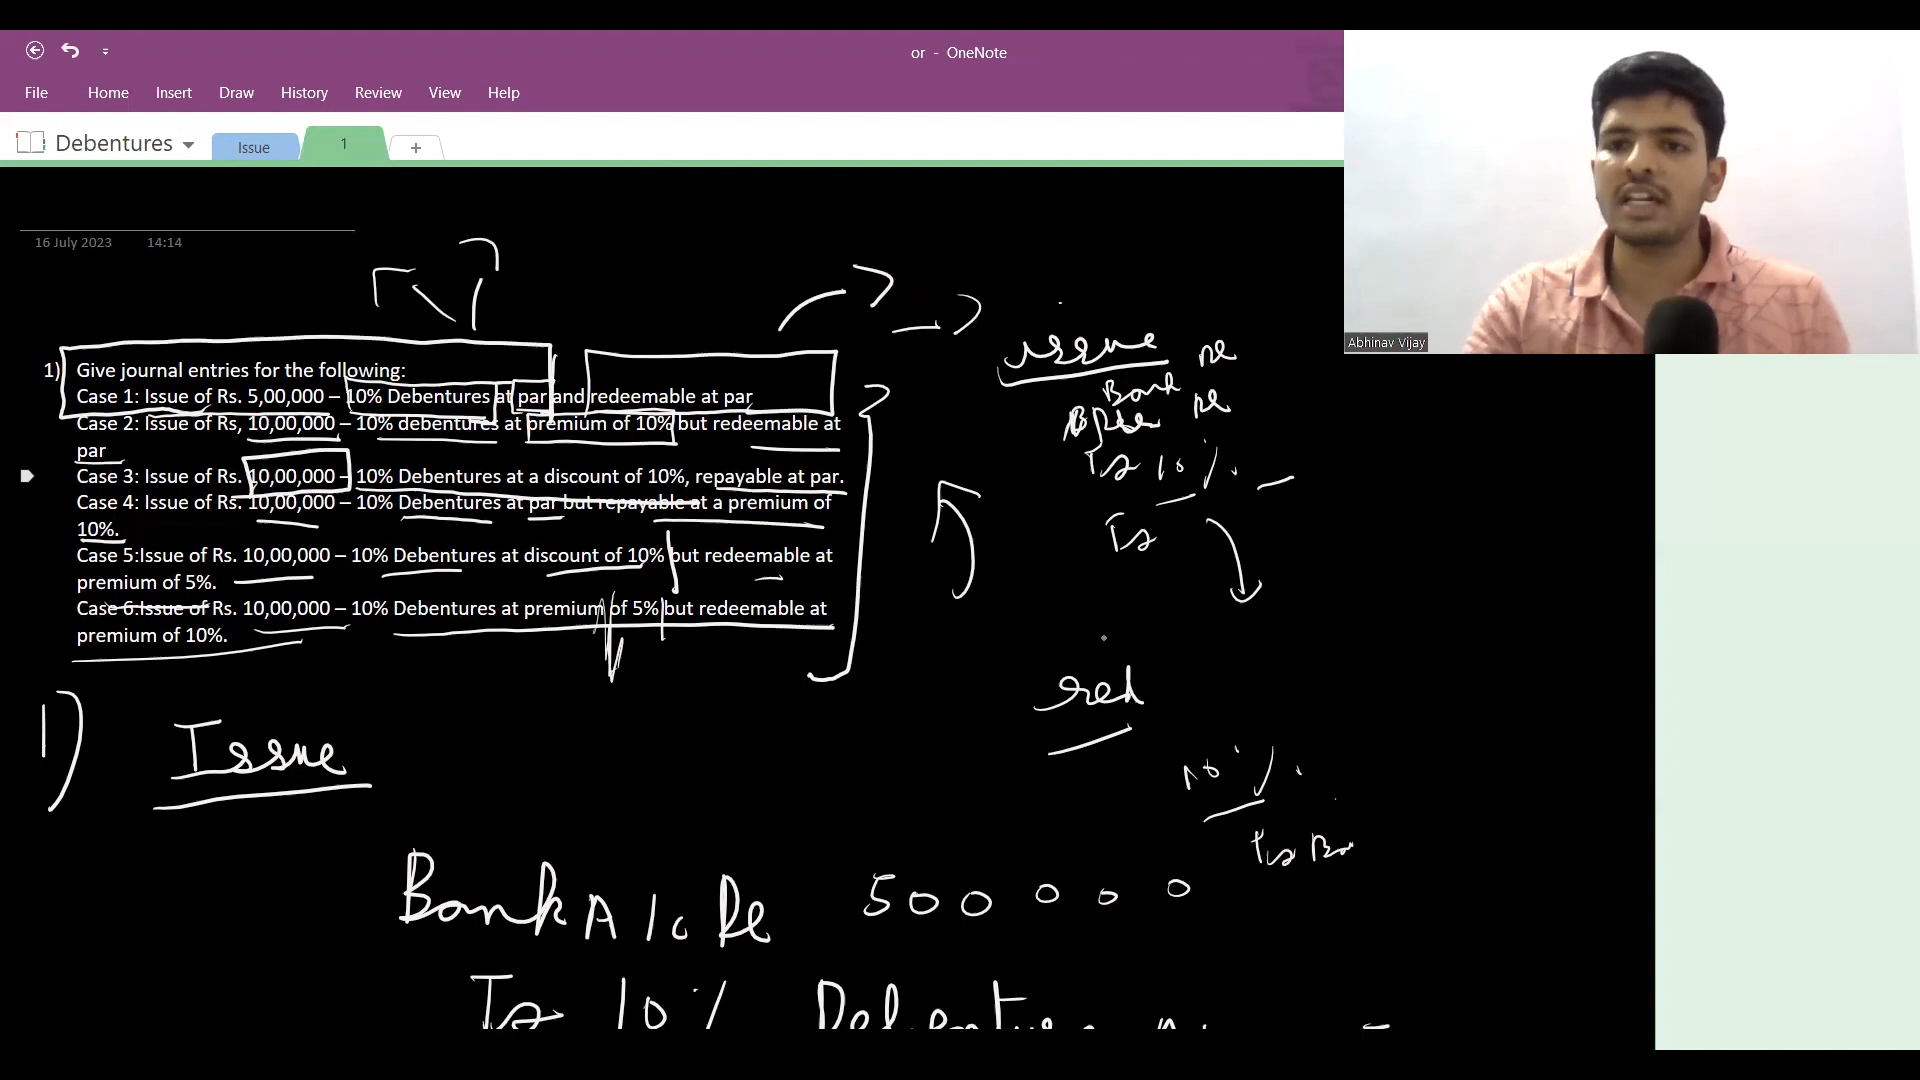 or - OneNote
File Home Insert Draw History Review View Help
Debentures Issue 1 +
16 July 2023 14:14
Abhinav Vijay
1) Give journal entries for the following:
Case 1: Issue of Rs. 5,00,000 – 10% Debentures at par and redeemable at par
Case 2: Issue of Rs, 10,00,000 – 10% debentures at premium of 10% but redeemable at
par
Case 3: Issue of Rs. 10,00,000 – 10% Debentures at a discount of 10%, repayable at par.
Case 4: Issue of Rs. 10,00,000 – 10% Debentures at par but repayable at a premium of
10%.
Case 5:Issue of Rs. 10,00,000 – 10% Debentures at discount of 10% but redeemable at
premium of 5%.
Case 6:Issue of Rs. 10,00,000 – 10% Debentures at premium of 5% but redeemable at
premium of 10%.
issue
Bank
To 10%
To
red
10%
1) Issue
Bank A/c Dr 500000
To 10%